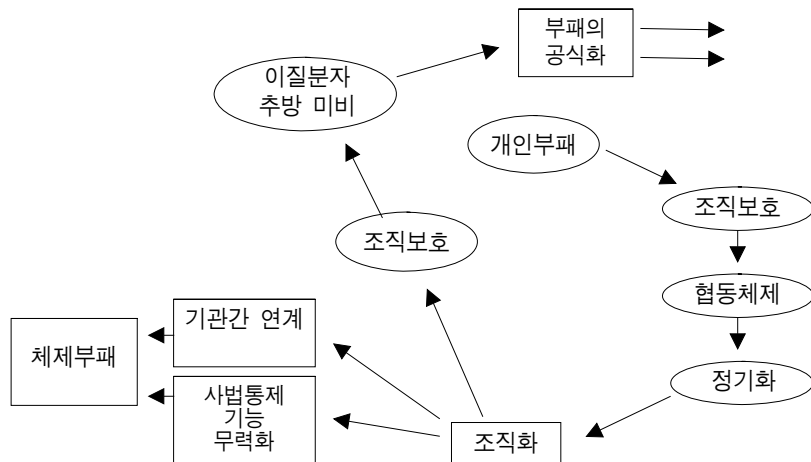 부패의
공식화
이질분자
추방 미비
개인부패
조직보호
조직보호
협동체제
기관간 연계
체제부패
정기화
사법통제
기능
무력화
조직화